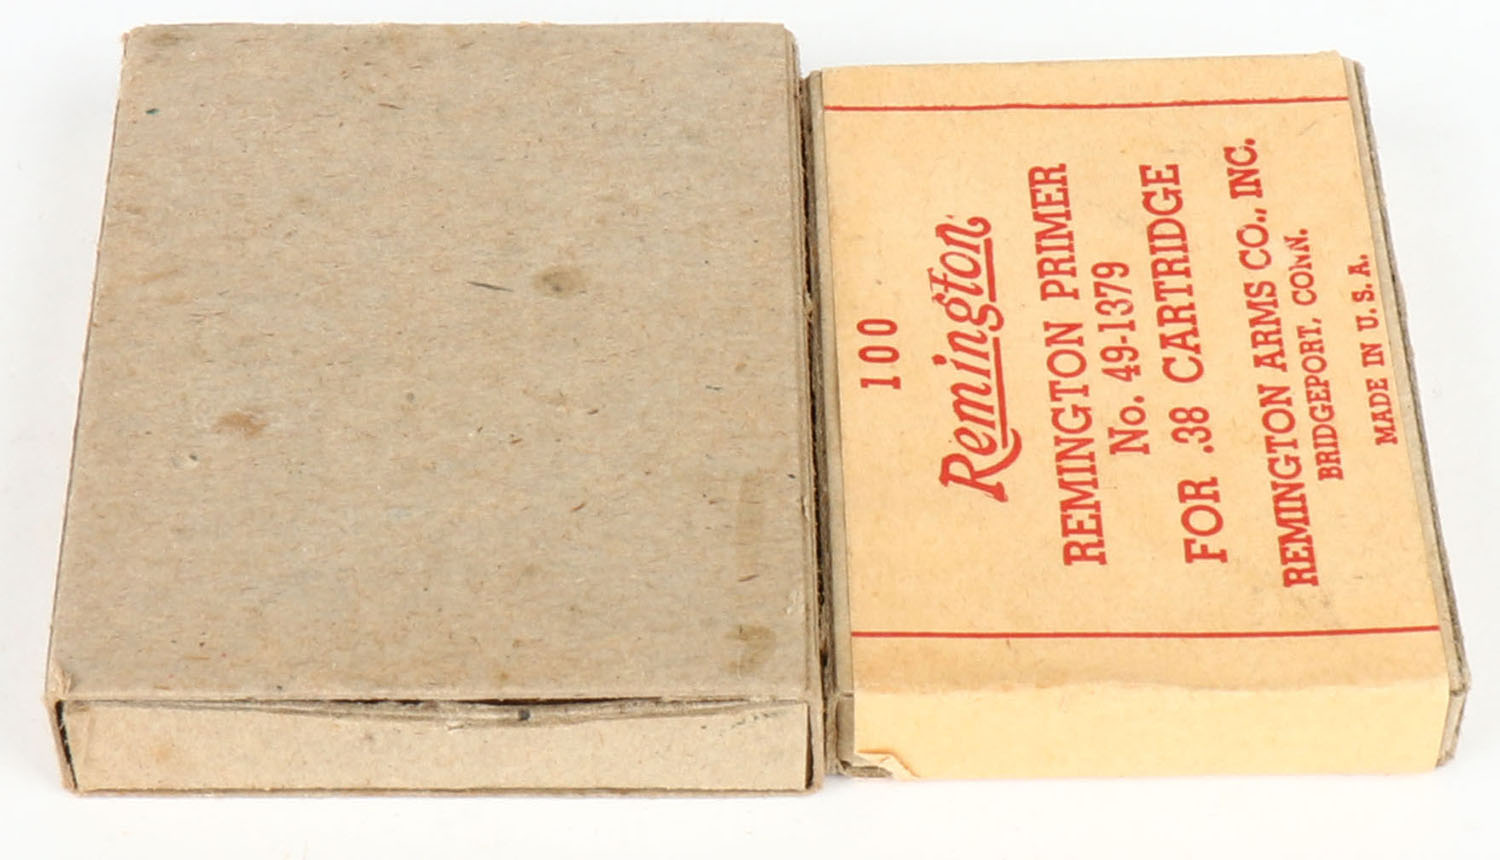 100
Remington
REMINGTON PRIMER
No. 49-1379
FOR .38 CARTRIDGE
REMINGTON ARMS CO., INC.
BRIDGEPORT, CONN.
MADE IN U.S.A.